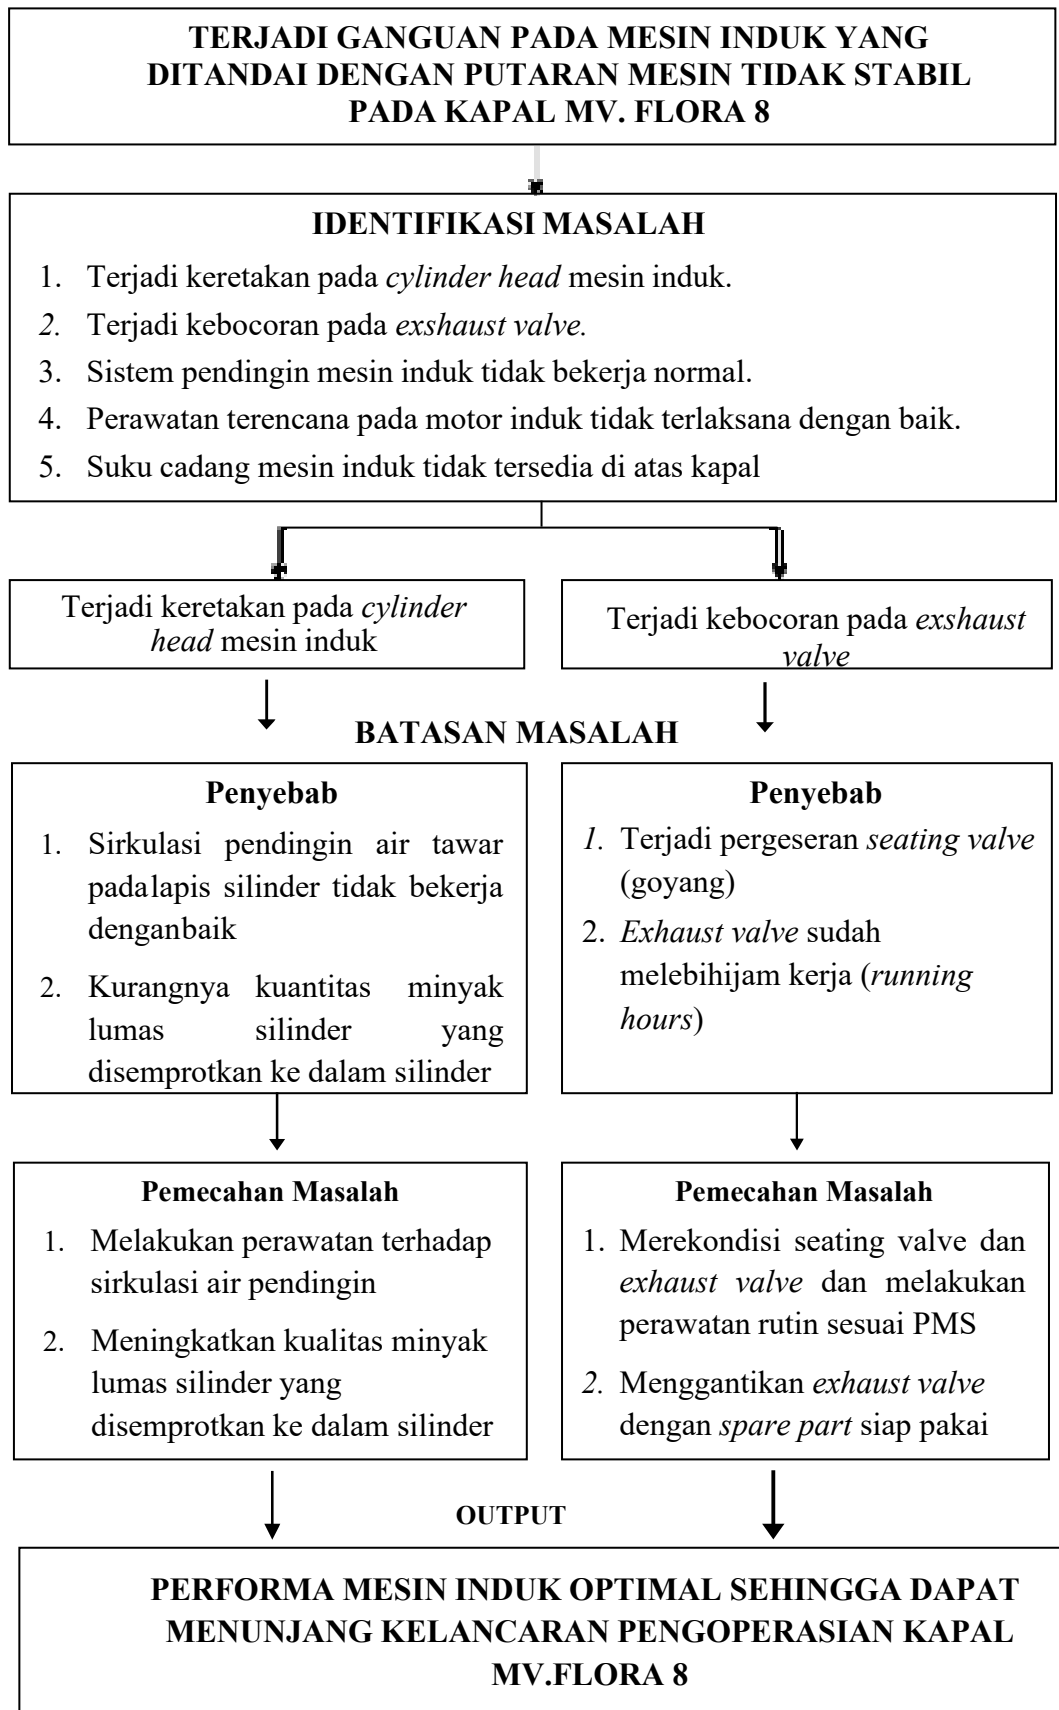 TERJADI GANGUAN PADA MESIN INDUK YANG
DITANDAI DENGAN PUTARAN MESIN TIDAK STABIL
PADA KAPAL MV. FLORA 8
IDENTIFIKASI MASALAH
1. Terjadi keretakan pada cylinder head mesin induk.
2. Terjadi kebocoran pada exshaust valve.
3. Sistem pendingin mesin induk tidak bekerja normal.
4. Perawatan terencana pada motor induk tidak terlaksana dengan baik.
5. Suku cadang mesin induk tidak tersedia di atas kapal
Terjadi keretakan pada cylinder
head mesin induk
Terjadi kebocoran pada exshaust
valve
BATASAN MASALAH
Penyebab
1. Sirkulasi pendingin air tawar
padalapis silinder tidak bekerja
denganbaik
2. Kurangnya kuantitas minyak
lumas silinder yang
disemprotkan ke dalam silinder
Penyebab
1. Terjadi pergeseran seating valve
(goyang)
2. Exhaust valve sudah
melebihijam kerja (running
hours)
Pemecahan Masalah
1. Melakukan perawatan terhadap
sirkulasi air pendingin
2. Meningkatkan kualitas minyak
lumas silinder yang
disemprotkan ke dalam silinder
Pemecahan Masalah
1. Merekondisi seating valve dan
exhaust valve dan melakukan
perawatan rutin sesuai PMS
2. Menggantikan exhaust valve
dengan spare part siap pakai
OUTPUT
PERFORMA MESIN INDUK OPTIMAL SEHINGGA DAPAT
MENUNJANG KELANCARAN PENGOPERASIAN KAPAL
MV.FLORA 8